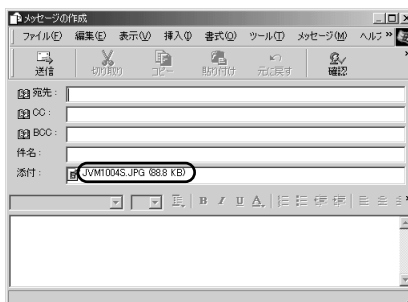 メッセージの作成
ファイル(F) 編集(E) 表示(V) 挿入(I) 書式(O) ツール(T) メッセージ(M) ヘルプ »
送信 切り取り コピー 貼り付け 元に戻す 確認 »
宛先:
CC:
BCC:
件名:
添付: JVM1004S.JPG (88.8 KB)
B I U A